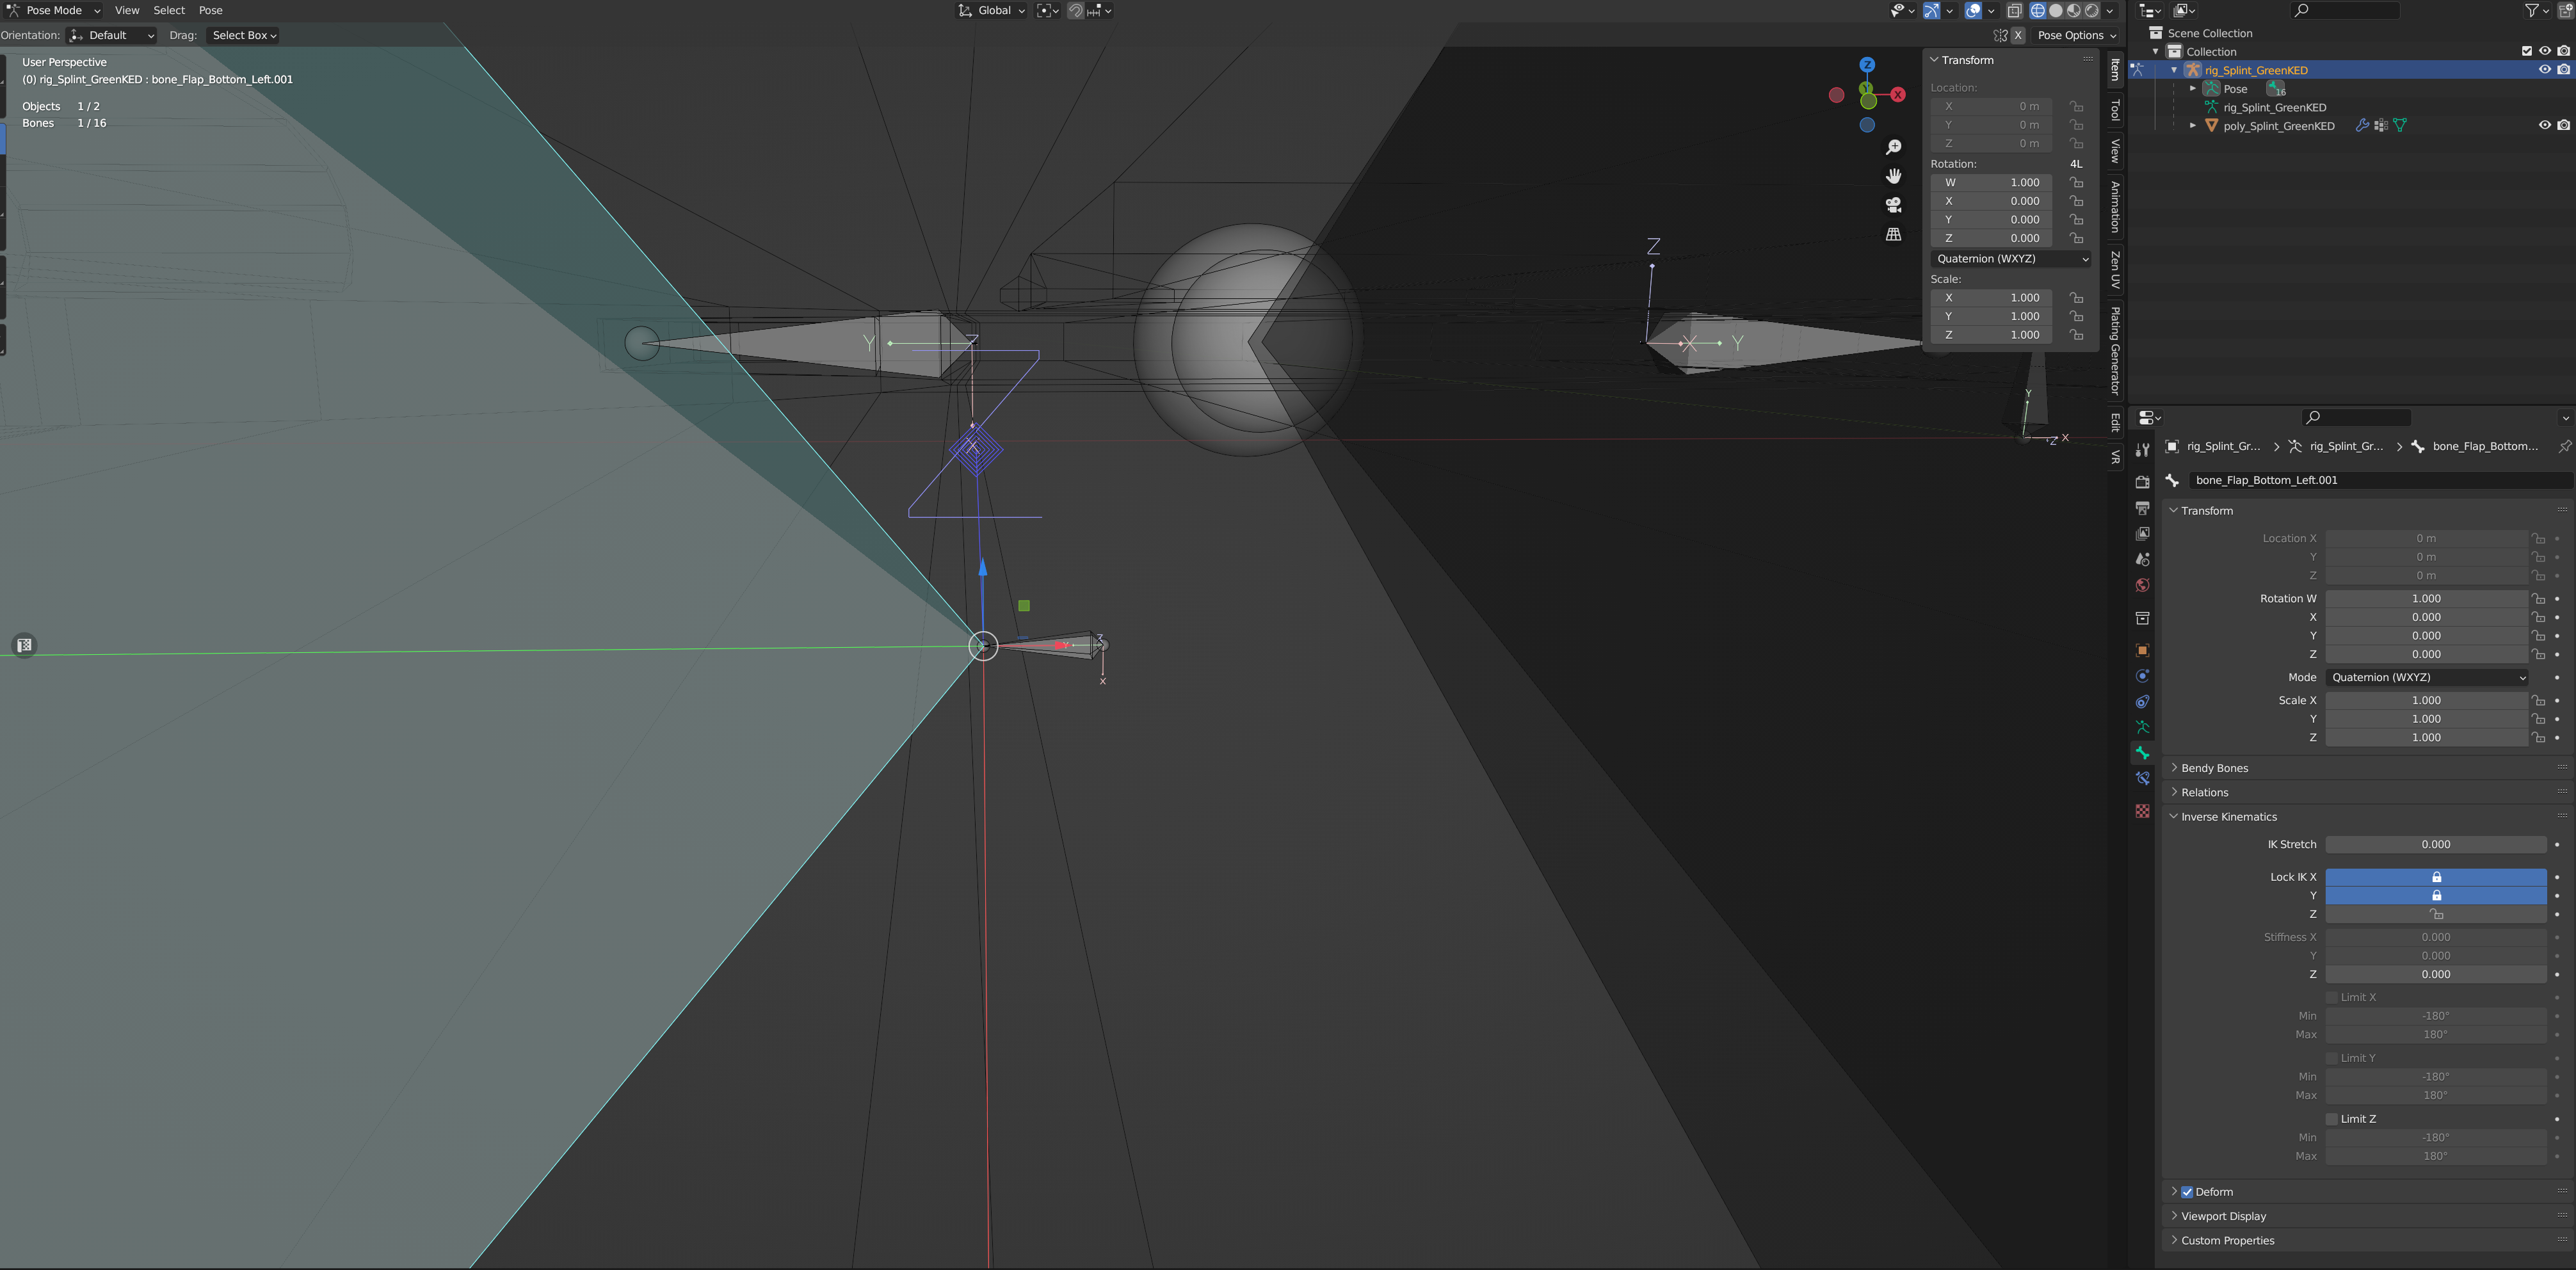 Pose Mode View Select Pose Global
Orientation: Default Drag: Select Box X Pose Options
User Perspective
(0) rig_Splint_GreenKED : bone_Flap_Bottom_Left.001
Objects 1 / 2
Bones 1 / 16
Z
Y
X
Z
Y
Z
X
X
Y
Y
Z
X
Z
X
Transform
Location:
X 0 m
Y 0 m
Z 0 m
Rotation: 4L
W 1.000
X 0.000
Y 0.000
Z 0.000
Quaternion (WXYZ)
Scale:
X 1.000
Y 1.000
Z 1.000
Item
Tool
View
Animation
Zen UV
Plating Generator
Edit
VR
Scene Collection
Collection
rig_Splint_GreenKED
Pose 16
rig_Splint_GreenKED
poly_Splint_GreenKED
rig_Splint_Gr... > rig_Splint_Gr... > bone_Flap_Bottom...
bone_Flap_Bottom_Left.001
Transform
Location X 0 m
Y 0 m
Z 0 m
Rotation W 1.000
X 0.000
Y 0.000
Z 0.000
Mode Quaternion (WXYZ)
Scale X 1.000
Y 1.000
Z 1.000
Bendy Bones
Relations
Inverse Kinematics
IK Stretch 0.000
Lock IK X
Y
Z
Stiffness X 0.000
Y 0.000
Z 0.000
Limit X
Min -180°
Max 180°
Limit Y
Min -180°
Max 180°
Limit Z
Min -180°
Max 180°
Deform
Viewport Display
Custom Properties